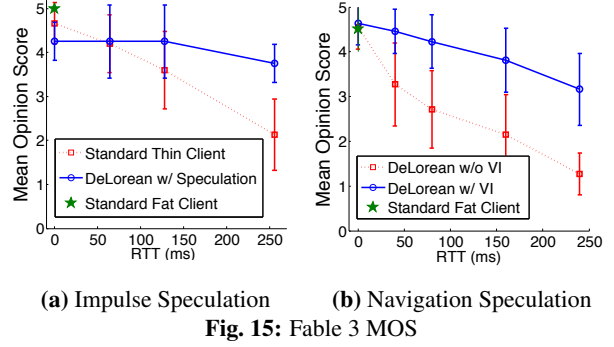 Mean Opinion Score
5
4
3
2
1
0
Standard Thin Client
DeLorean w/ Speculation
Standard Fat Client
0 50 100 150 200 250
RTT (ms)
(a) Impulse Speculation
Mean Opinion Score
5
4
3
2
1
0
DeLorean w/o VI
DeLorean w/ VI
Standard Fat Client
0 50 100 150 200 250
RTT (ms)
(b) Navigation Speculation
Fig. 15: Fable 3 MOS